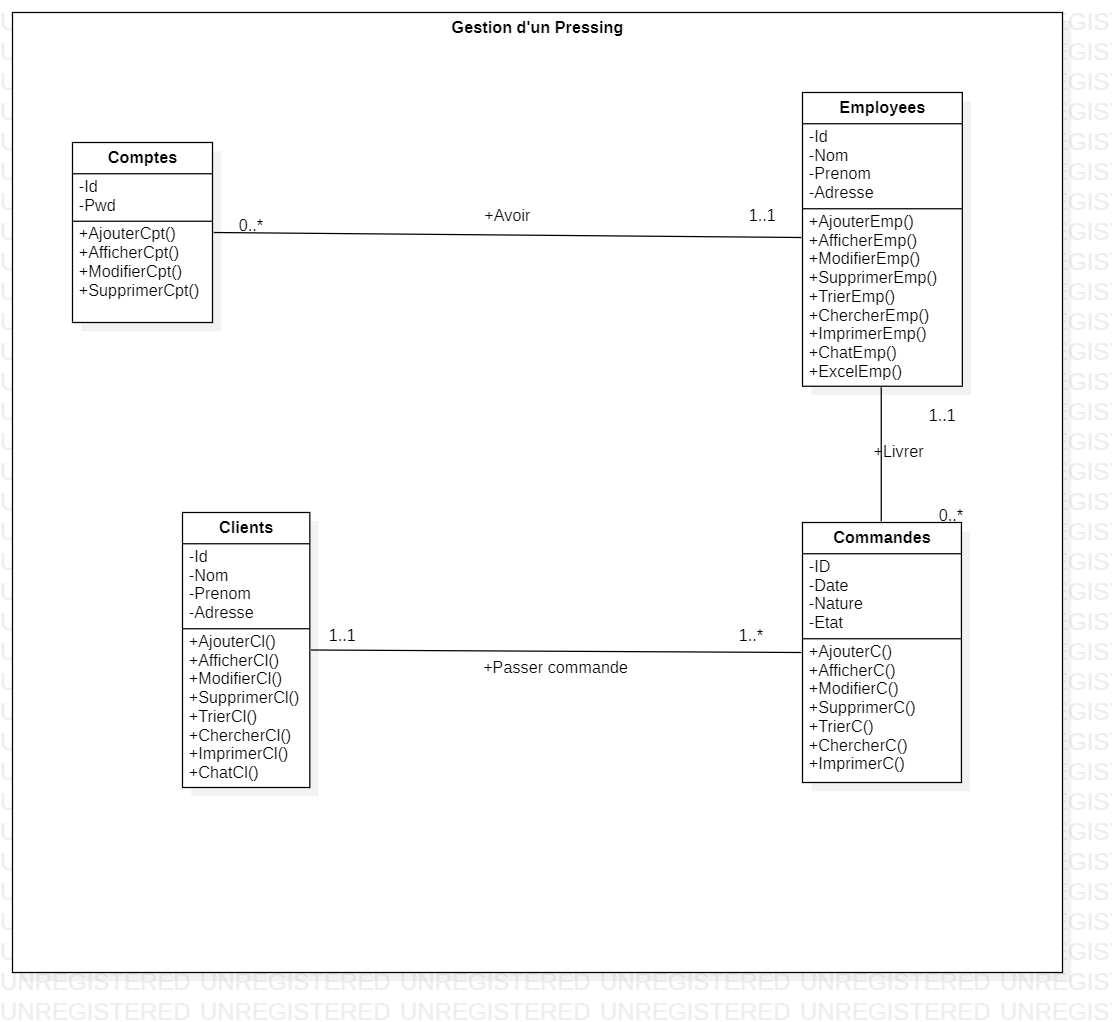 Gestion d'un Pressing
Employees
-Id
-Nom
-Prenom
-Adresse
+AjouterEmp()
+AfficherEmp()
+ModifierEmp()
+SupprimerEmp()
+TrierEmp()
+ChercherEmp()
+ImprimerEmp()
+ChatEmp()
+ExcelEmp()
Comptes
-Id
-Pwd
+AjouterCpt()
+AfficherCpt()
+ModifierCpt()
+SupprimerCpt()
0..*
+Avoir
1..1
1..1
+Livrer
0..*
Clients
-Id
-Nom
-Prenom
-Adresse
+AjouterCl()
+AfficherCl()
+ModifierCl()
+SupprimerCl()
+TrierCl()
+ChercherCl()
+ImprimerCl()
+ChatCl()
1..1
+Passer commande
1..*
Commandes
-ID
-Date
-Nature
-Etat
+AjouterC()
+AfficherC()
+ModifierC()
+SupprimerC()
+TrierC()
+ChercherC()
+ImprimerC()
UNREGISTERED UNREGISTERED UNREGISTERED UNREGISTERED UNREGISTERED
UNREGISTERED UNREGISTERED UNREGISTERED UNREGISTERED UNREGISTERED